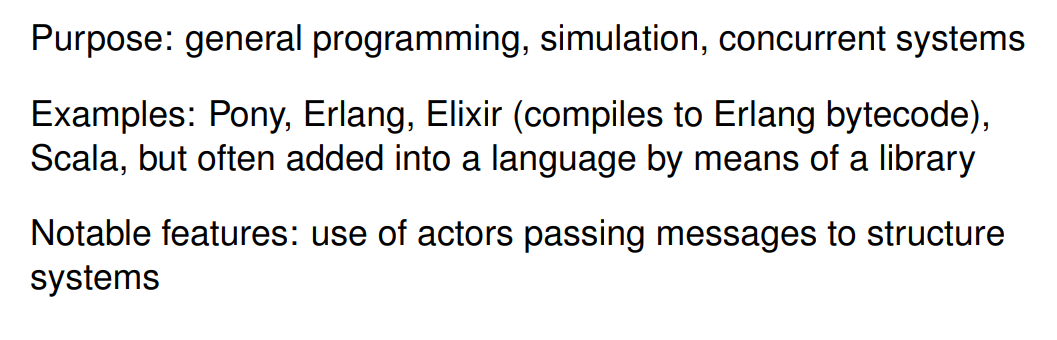 Purpose: general programming, simulation, concurrent systems
Examples: Pony, Erlang, Elixir (compiles to Erlang bytecode),
Scala, but often added into a language by means of a library
Notable features: use of actors passing messages to structure
systems